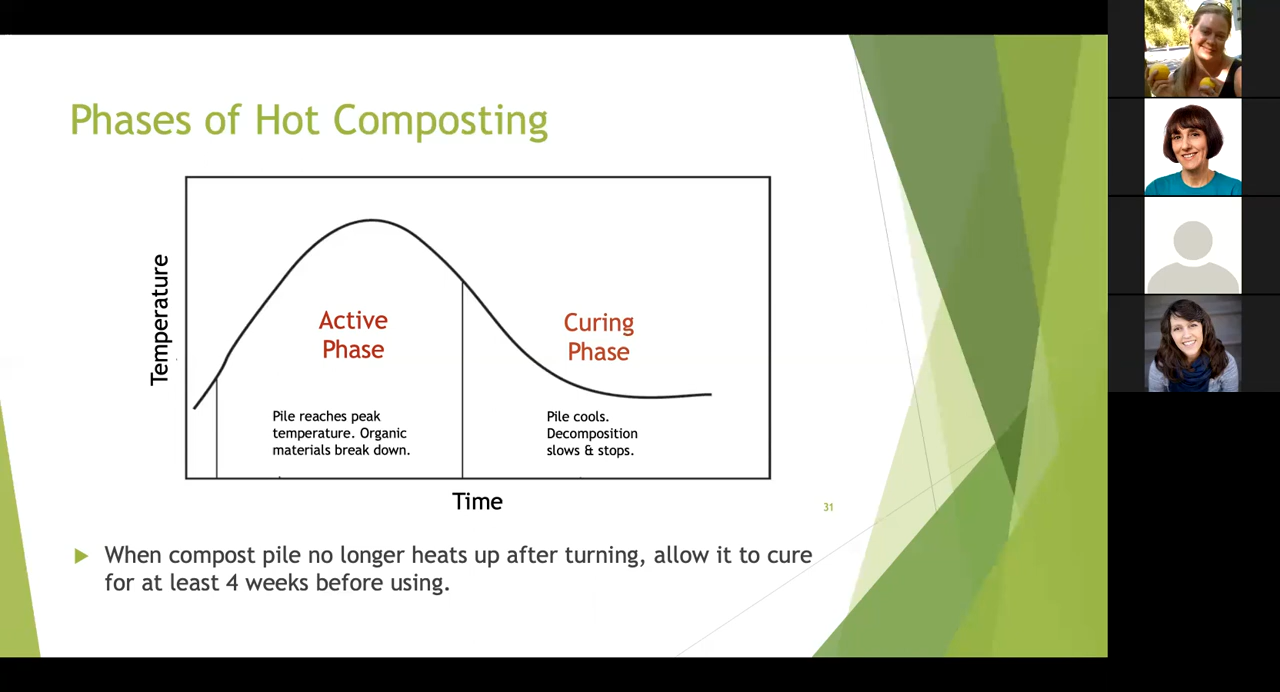 Phases of Hot Composting
Temperature
Active
Phase
Curing
Phase
Pile reaches peak
temperature. Organic
materials break down.
Pile cools.
Decomposition
slows & stops.
Time
31
When compost pile no longer heats up after turning, allow it to cure
for at least 4 weeks before using.